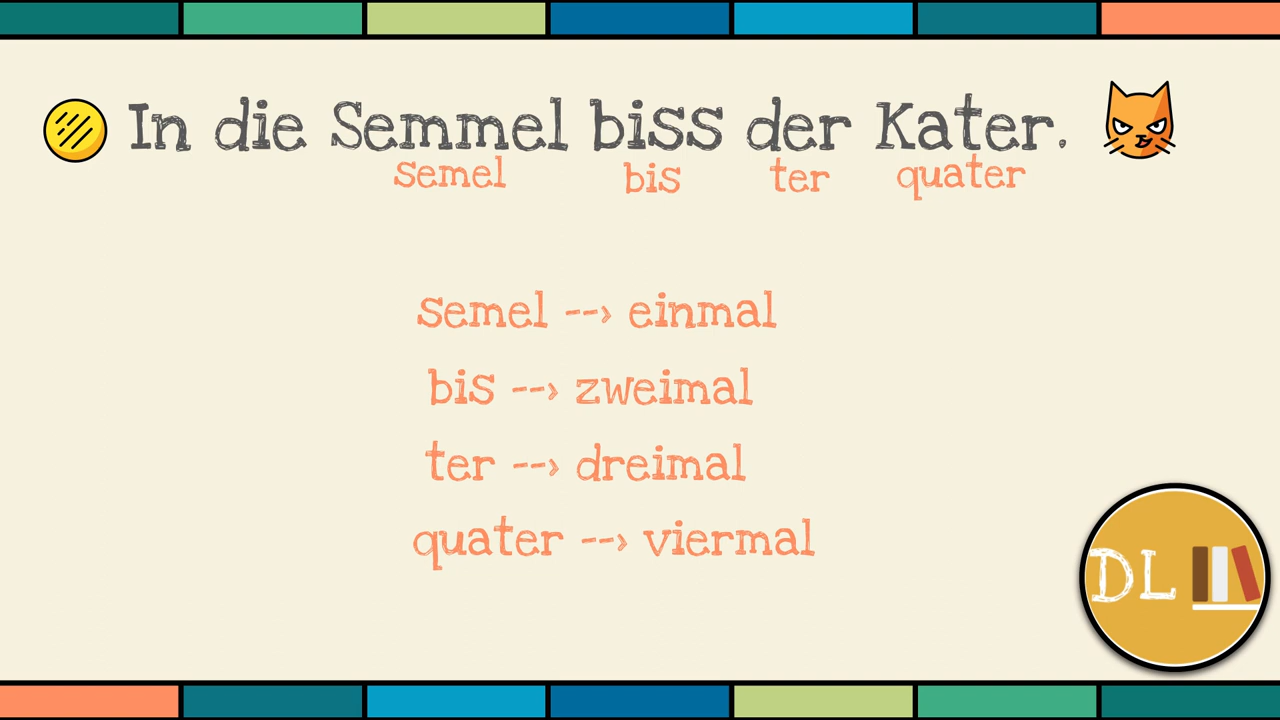 In die Semmel biss der Kater.
semel bis ter quater
semel --> einmal
bis --> zweimal
ter --> dreimal
quater --> viermal
DL